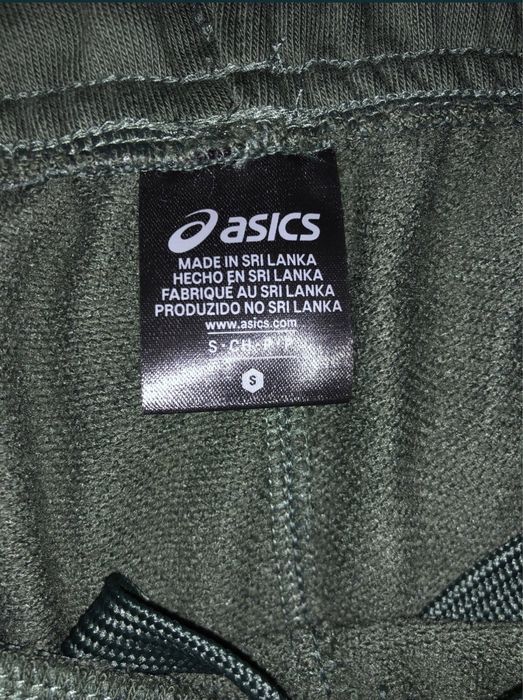 asics
MADE IN SRI LANKA
HECHO EN SRI LANKA
FABRIQUÉ AU SRI LANKA
PRODUZIDO NO SRI LANKA
www.asics.com
S - CH - P
S